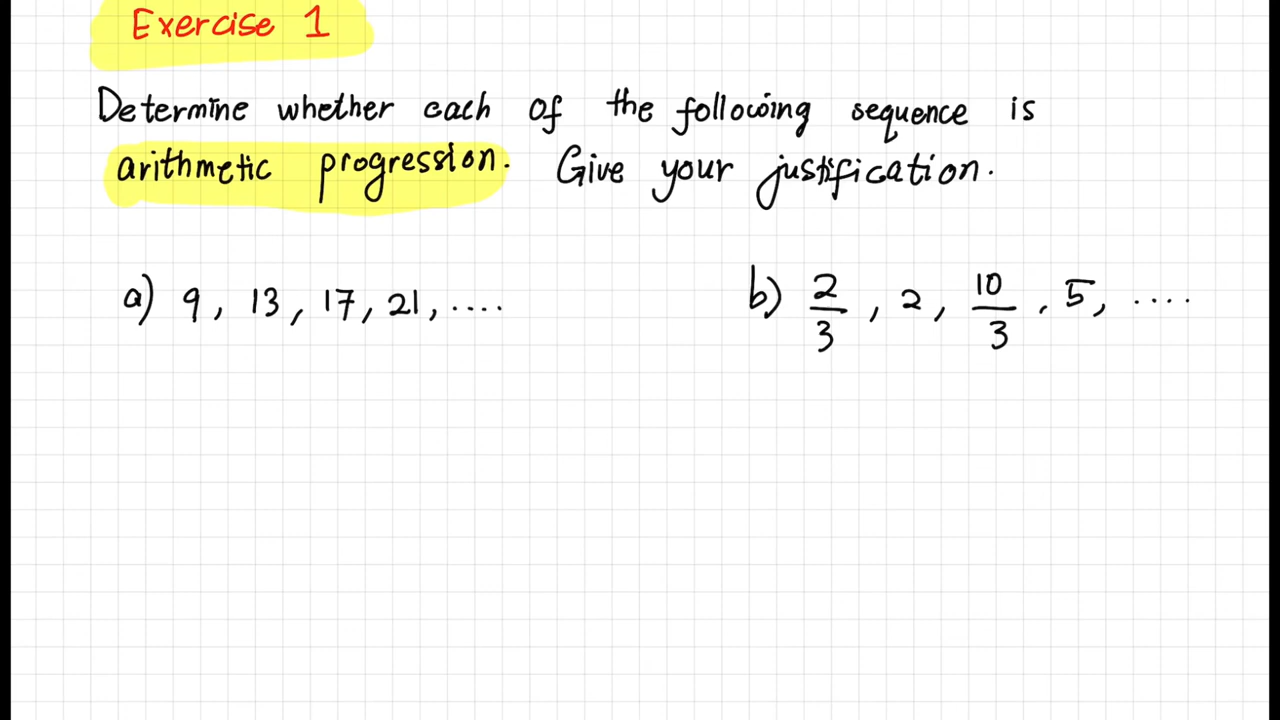 Exercise 1
Determine whether each of the following sequence is
arithmetic progression. Give your justification.
a) 9, 13, 17, 21, ....
b) 2/3, 2, 10/3, 5, ....